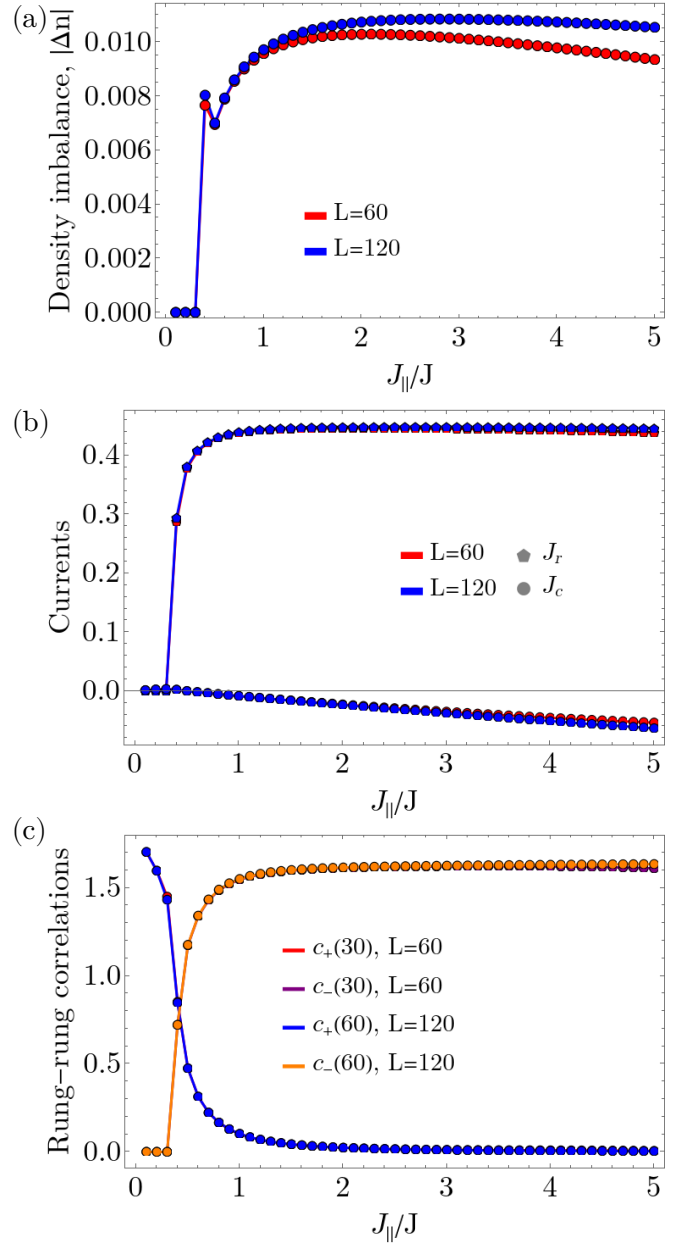 (a)
Density imbalance, |Δn|
0.010
0.008
0.006
0.004
0.002
0.000
L=60
L=120
0 1 2 3 4 5
J||/J
(b)
Currents
0.4
0.3
0.2
0.1
0.0
L=60 Jr
L=120 Jc
0 1 2 3 4 5
J||/J
(c)
Rung−rung correlations
1.5
1.0
0.5
0.0
c+(30), L=60
c−(30), L=60
c+(60), L=120
c−(60), L=120
0 1 2 3 4 5
J||/J